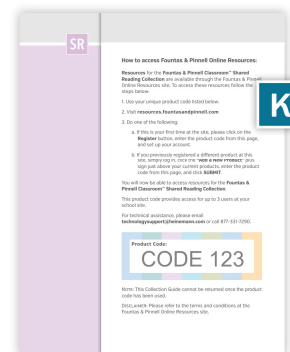 SR
How to access Fountas & Pinnell Online Resources:
Resources for the Fountas & Pinnell Classroom™ Shared
Reading Collection are available through the Fountas & Pinnell
Online Resources site. To access these resources follow the
steps below.
1. Use your unique product code listed below.
2. Visit resources.fountasandpinnell.com
3. Do one of the following:
a. If this is your first time at the site, please click on the
Register button, enter the product code from this page,
and set up your account.
b. If you previously registered a different product at this
site, simply log in, click the "ADD A NEW PRODUCT" plus
sign just above your current products, enter the product
code from this page, and click SUBMIT.
You will now be able to access resources for the Fountas &
Pinnell Classroom™ Shared Reading Collection.
This product code provides access for up to 3 users at your
school site.
For technical assistance, please email
technologysupport@heinemann.com or call 877-331-7290.
Product Code:
CODE 123
NOTE: This Collection Guide cannot be returned once the product
code has been used.
DISCLAIMER: Please refer to the terms and conditions at the
Fountas & Pinnell Online Resources site.
K